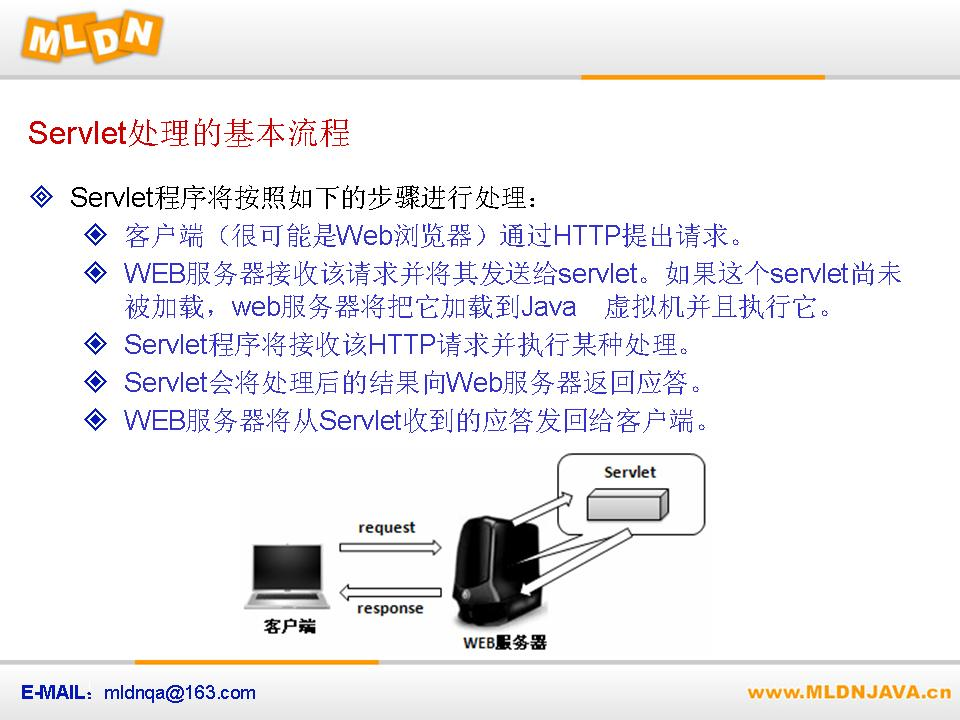 MLDN
Servlet处理的基本流程
Servlet程序将按照如下的步骤进行处理：
客户端（很可能是Web浏览器）通过HTTP提出请求。
WEB服务器接收该请求并将其发送给servlet。如果这个servlet尚未
被加载，web服务器将把它加载到Java　虚拟机并且执行它。
Servlet程序将接收该HTTP请求并执行某种处理。
Servlet会将处理后的结果向Web服务器返回应答。
WEB服务器将从Servlet收到的应答发回给客户端。
Servlet
request
response
客户端
WEB服务器
E-MAIL：mldnqa@163.com
www.MLDNJAVA.cn